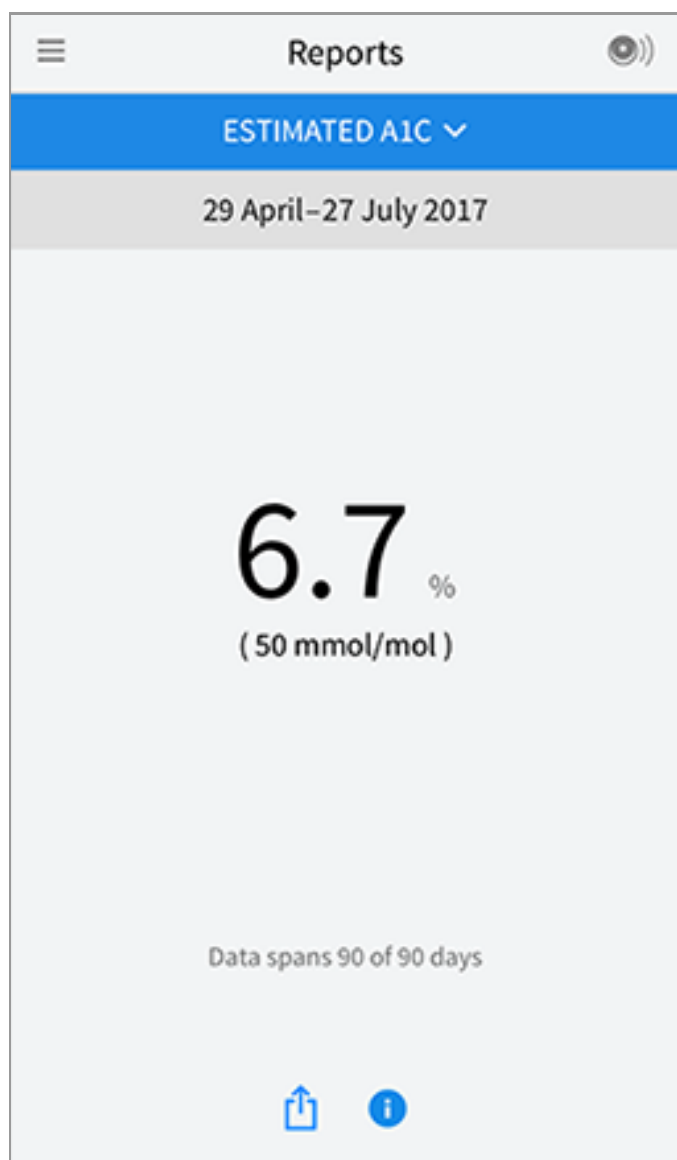 Reports
ESTIMATED A1C
29 April–27 July 2017
6.7 %
( 50 mmol/mol )
Data spans 90 of 90 days